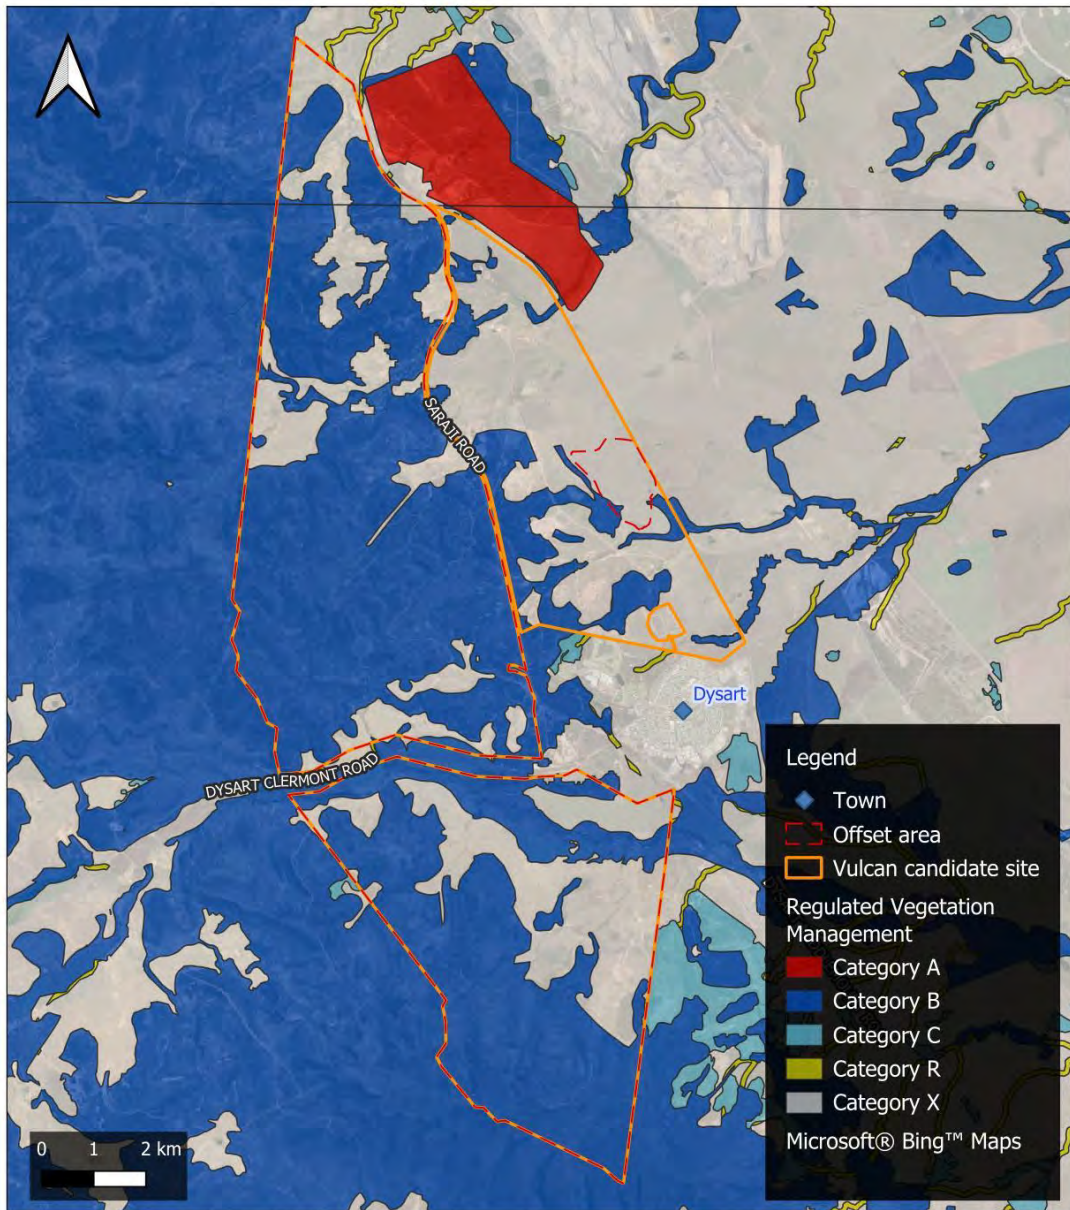 SARAJI ROAD
Dysart
DYSART CLERMONT ROAD
Legend
Town
Offset area
Vulcan candidate site
Regulated Vegetation
Management
Category A
Category B
Category C
Category R
Category X
Microsoft® Bing™ Maps
0 1 2 km